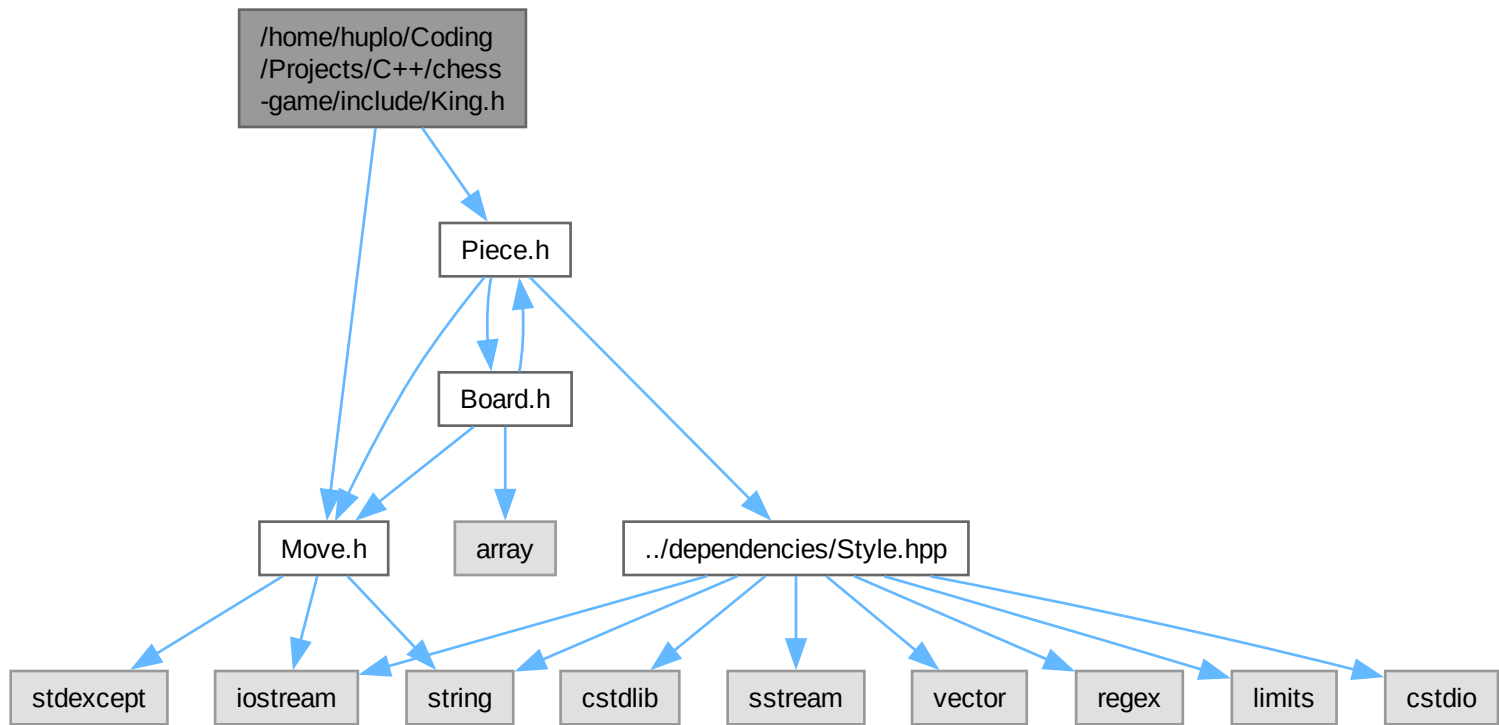 /home/huplo/Coding
/Projects/C++/chess
-game/include/King.h
Piece.h
Board.h
Move.h
array
../dependencies/Style.hpp
stdexcept
iostream
string
cstdlib
sstream
vector
regex
limits
cstdio